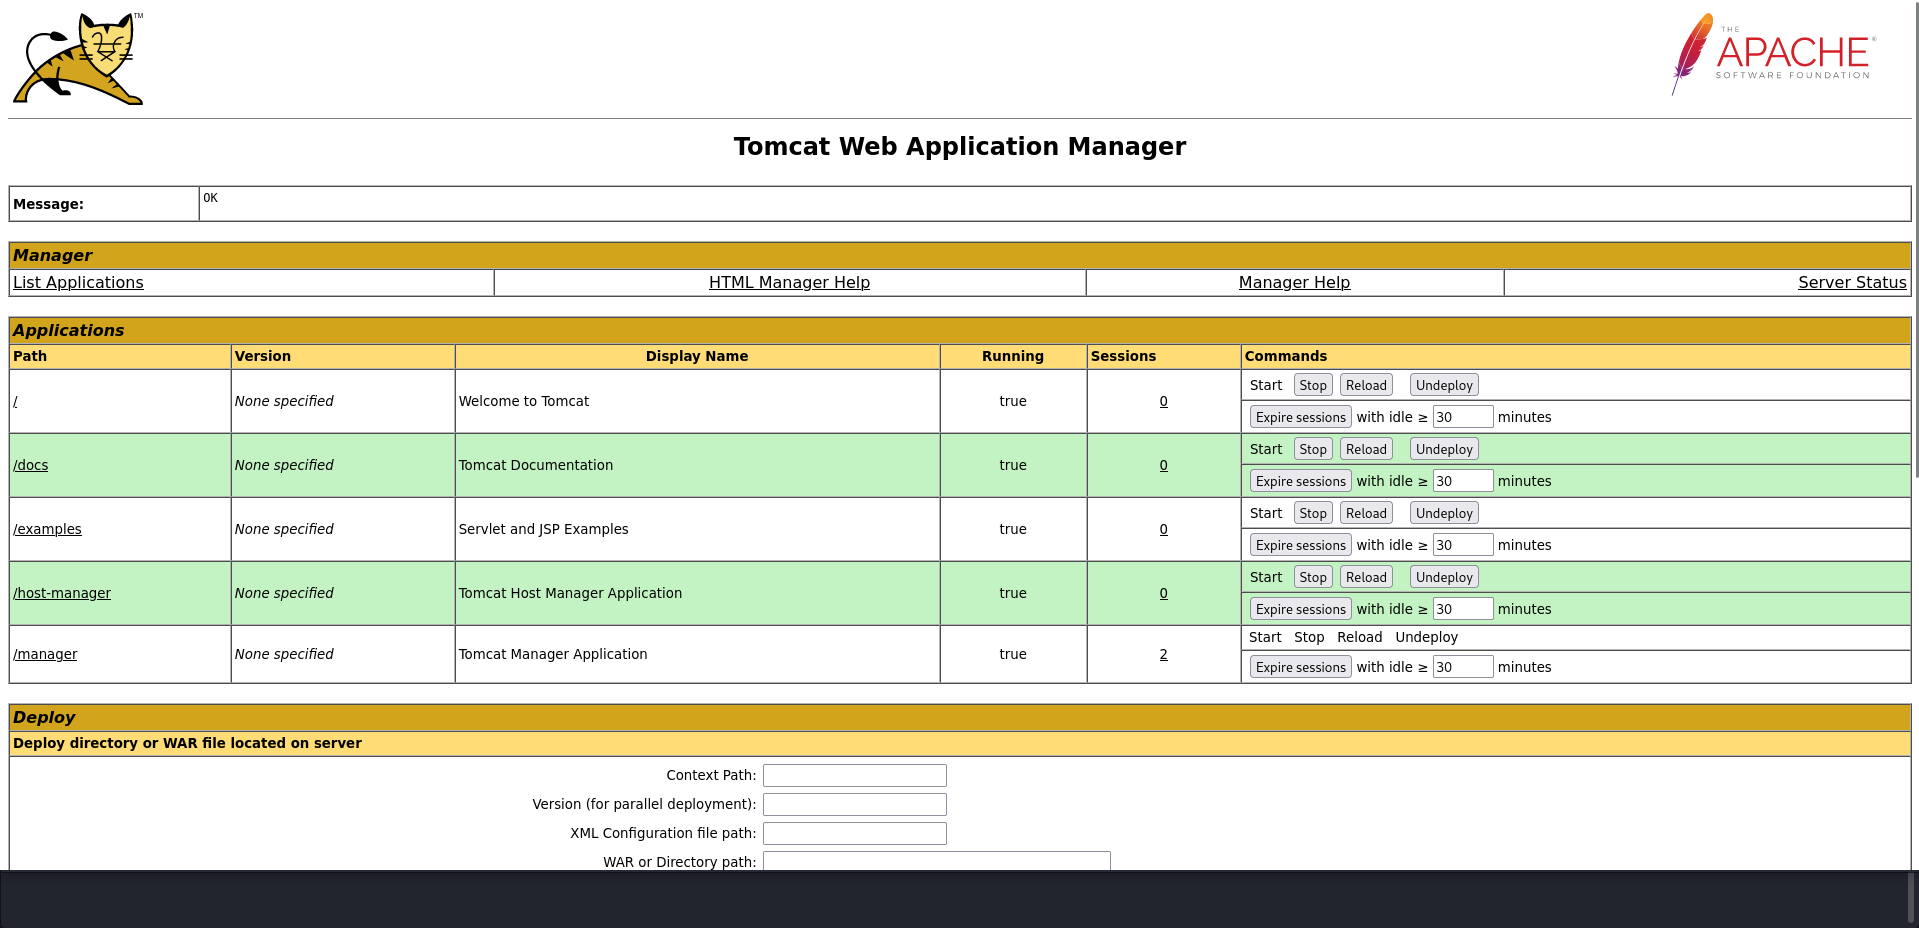 TM
THE
APACHE®
SOFTWARE FOUNDATION
Tomcat Web Application Manager
Message: OK
Manager
List Applications HTML Manager Help Manager Help Server Status
Applications
Path Version Display Name Running Sessions Commands
/ None specified Welcome to Tomcat true 0 Start Stop Reload Undeploy
Expire sessions with idle ≥ 30 minutes
/docs None specified Tomcat Documentation true 0 Start Stop Reload Undeploy
Expire sessions with idle ≥ 30 minutes
/examples None specified Servlet and JSP Examples true 0 Start Stop Reload Undeploy
Expire sessions with idle ≥ 30 minutes
/host-manager None specified Tomcat Host Manager Application true 0 Start Stop Reload Undeploy
Expire sessions with idle ≥ 30 minutes
/manager None specified Tomcat Manager Application true 2 Start Stop Reload Undeploy
Expire sessions with idle ≥ 30 minutes
Deploy
Deploy directory or WAR file located on server
Context Path:
Version (for parallel deployment):
XML Configuration file path:
WAR or Directory path: